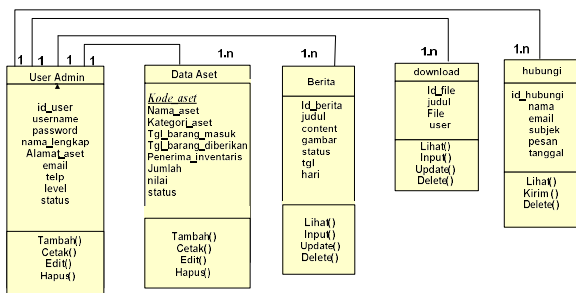 1 1 1 1 1.n 1.n 1.n 1.n
User Admin
id_user
username
password
nama_lengkap
Alamat_aset
email
telp
level
status
Tambah()
Cetak()
Edit()
Hapus()
Data Aset
Kode_aset
Nama_aset
Kategori_aset
Tgl_barang_masuk
Tgl_barang_diberikan
Penerima_inventaris
Jumlah
nilai
status
Tambah()
Cetak()
Edit()
Hapus()
Berita
Id_berita
judul
content
gambar
status
tgl
hari
Lihat()
Input()
Update()
Delete()
download
Id_file
judul
File
user
Lihat()
Input()
Update()
Delete()
hubungi
id_hubungi
nama
email
subjek
pesan
tanggal
Lihat()
Kirim()
Delete()